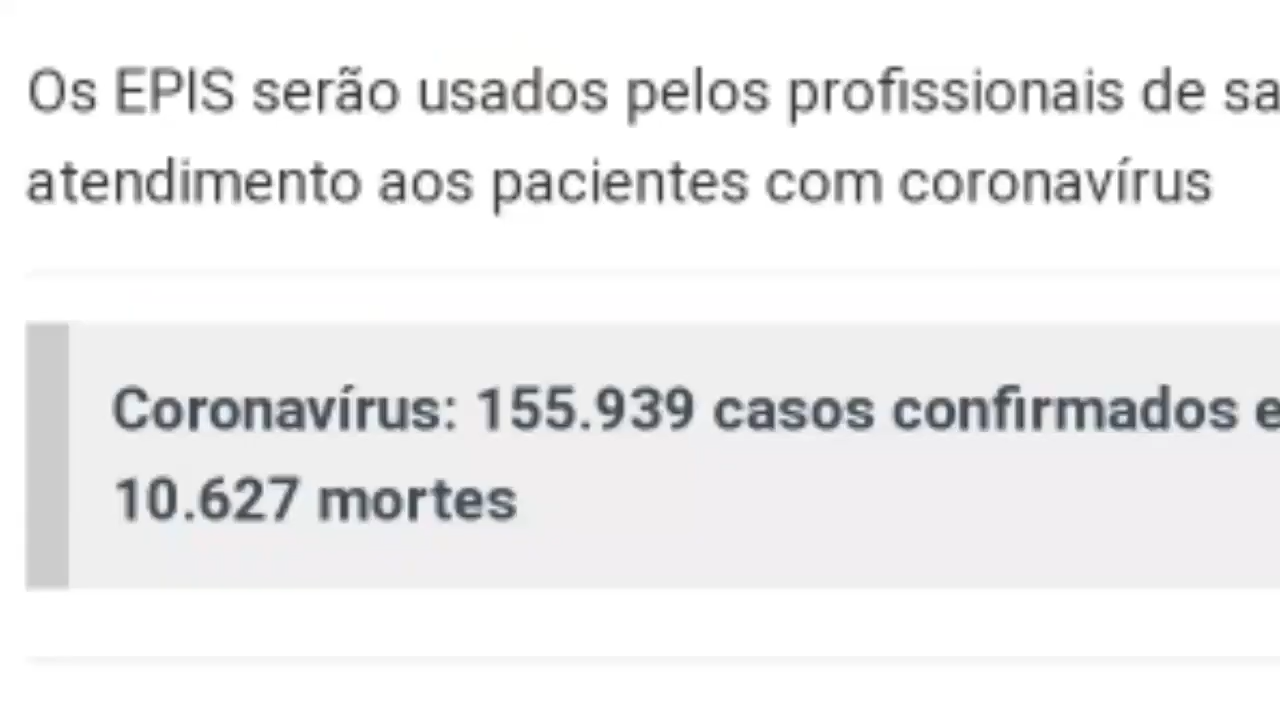 Os EPIS serão usados pelos profissionais de sa
atendimento aos pacientes com coronavírus
Coronavírus: 155.939 casos confirmados e
10.627 mortes